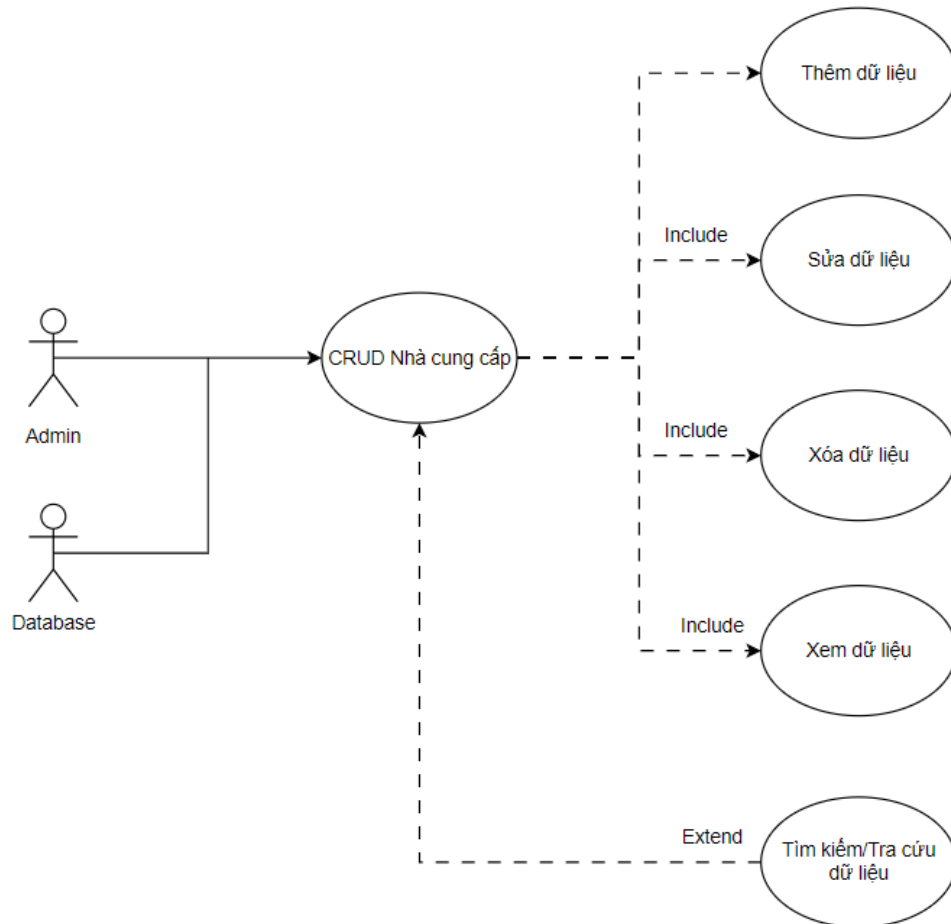 Thêm dữ liệu
Include
Sửa dữ liệu
CRUD Nhà cung cấp
Admin
Include
Xóa dữ liệu
Database
Include
Xem dữ liệu
Extend
Tìm kiếm/Tra cứu
dữ liệu